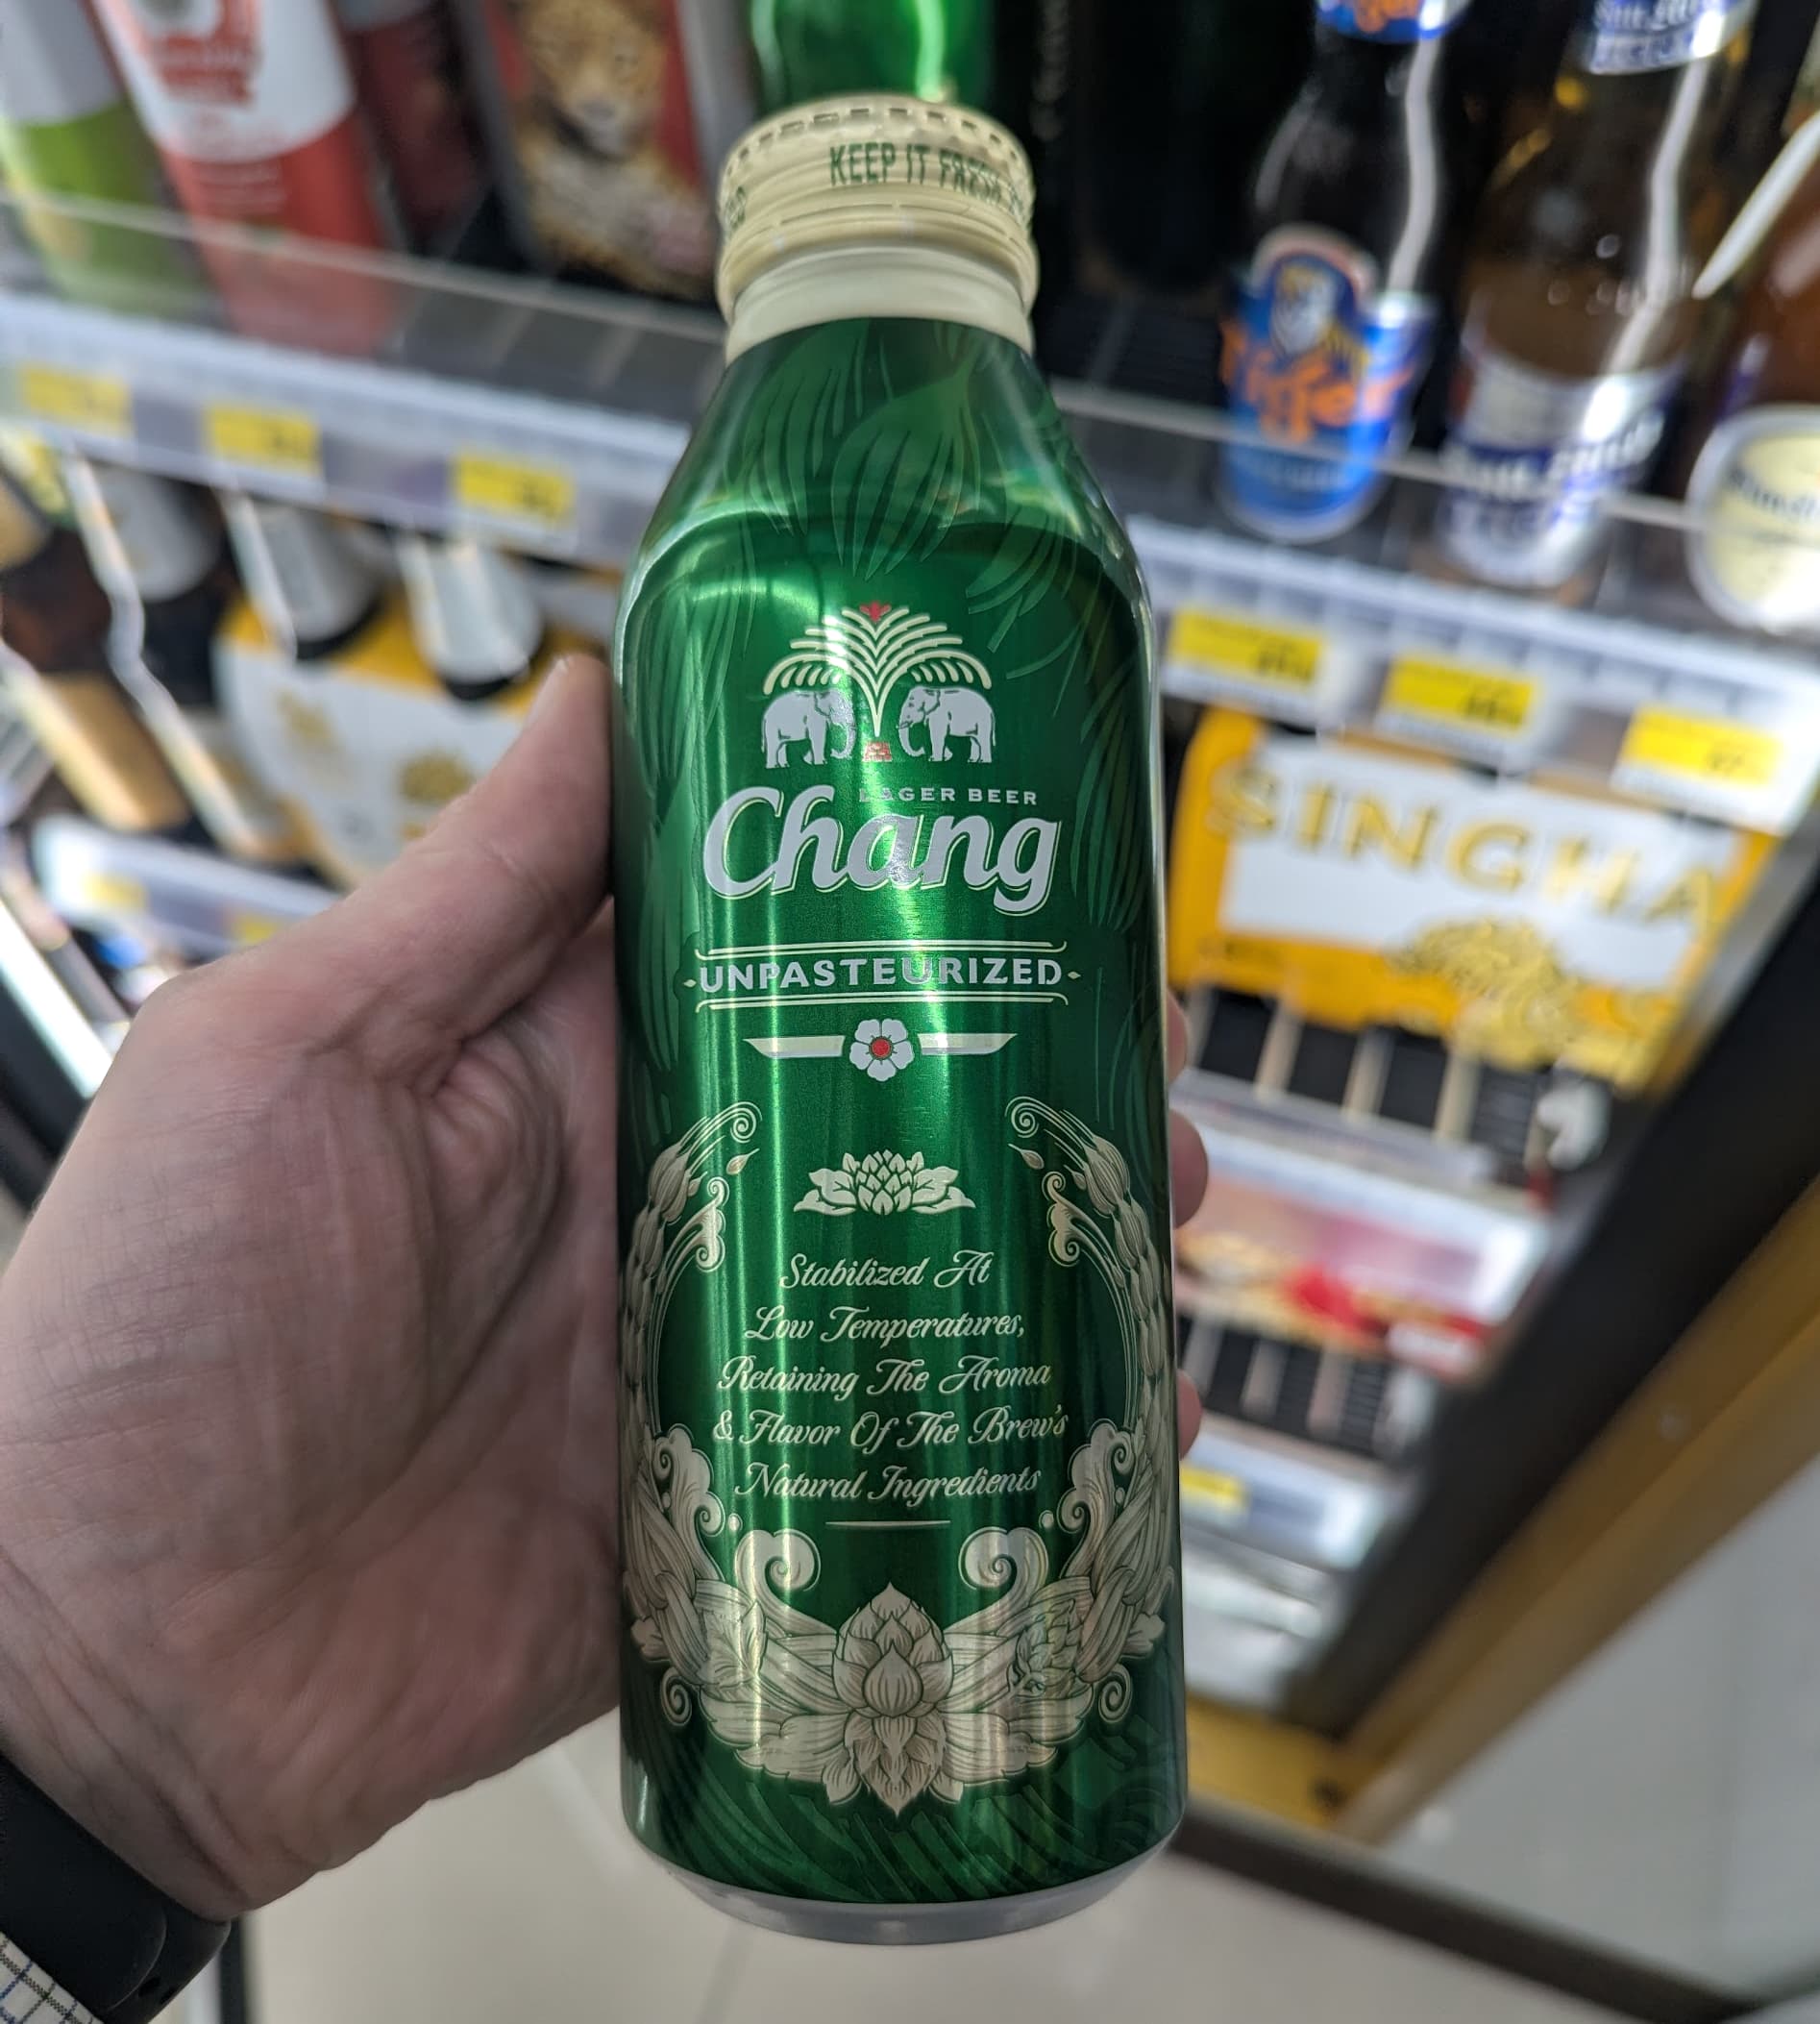 KEEP IT FRESH
Tiger
LAGER BEER
Chang
UNPASTEURIZED
SINGHA
Stabilized At
Low Temperatures,
Retaining The Aroma
& Flavor Of The Brew's
Natural Ingredients